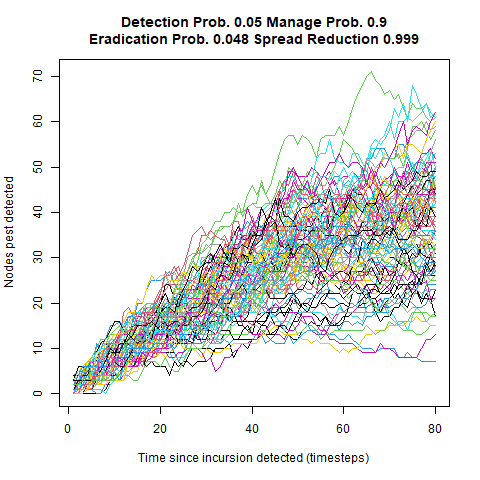 Detection Prob. 0.05 Manage Prob. 0.9
Eradication Prob. 0.048 Spread Reduction 0.999
Nodes pest detected
70
60
50
40
30
20
10
0
0 20 40 60 80
Time since incursion detected (timesteps)